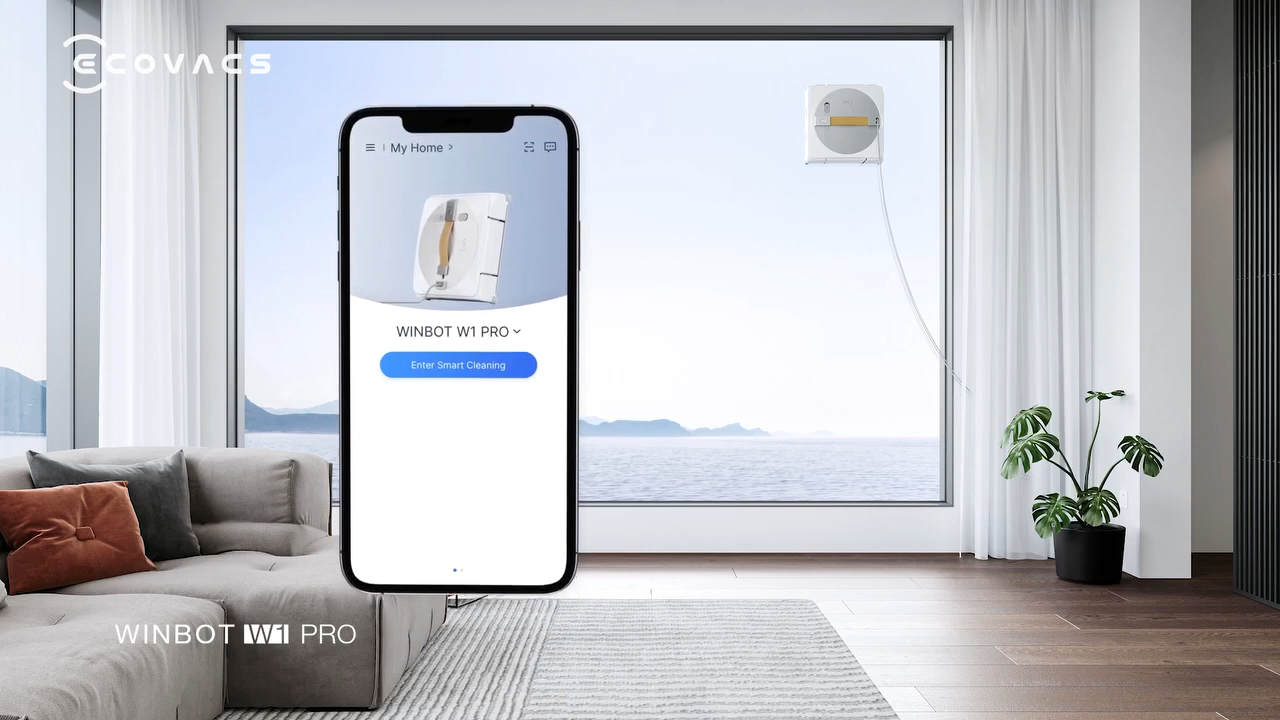 ECOVACS
My Home >
WINBOT W1 PRO
Enter Smart Cleaning
WINBOT W1 PRO